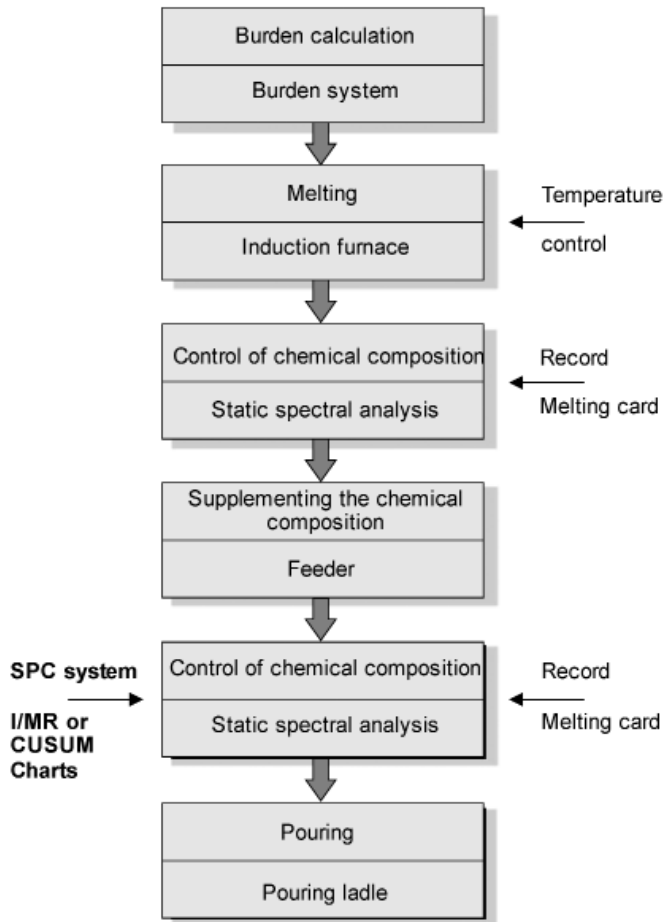 Burden calculation
Burden system
Melting
Induction furnace
Temperature
control
Control of chemical composition
Static spectral analysis
Record
Melting card
Supplementing the chemical
composition
Feeder
SPC system
I/MR or
CUSUM
Charts
Control of chemical composition
Static spectral analysis
Record
Melting card
Pouring
Pouring ladle